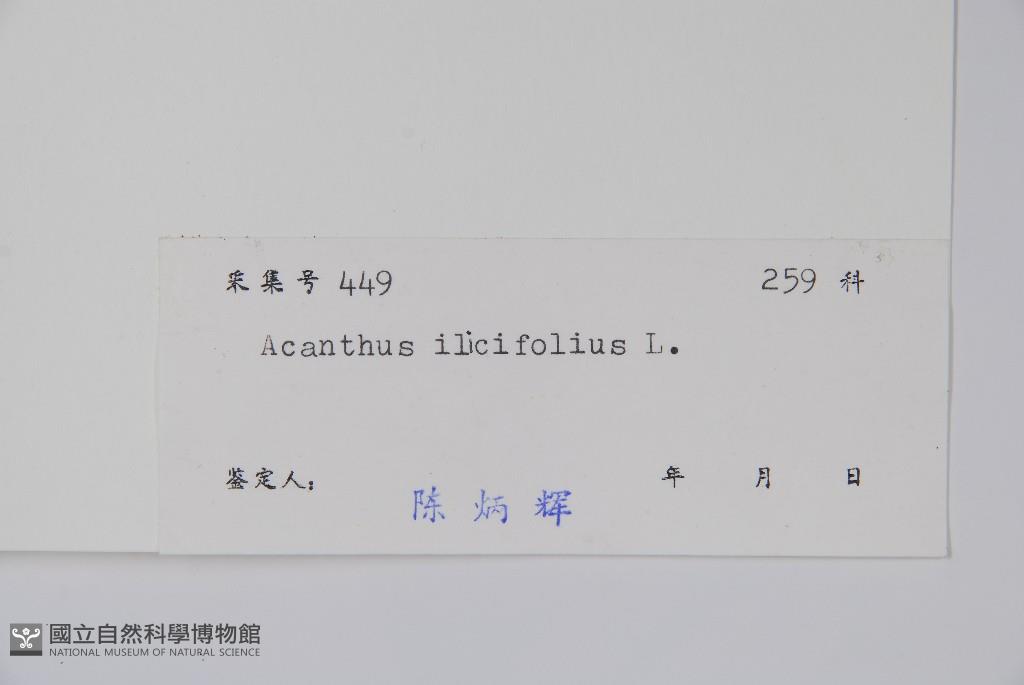 采集号 449 259 科
Acanthus ilicifolius L.
鉴定人： 年 月 日
陈炳辉
國立自然科學博物館
NATIONAL MUSEUM OF NATURAL SCIENCE